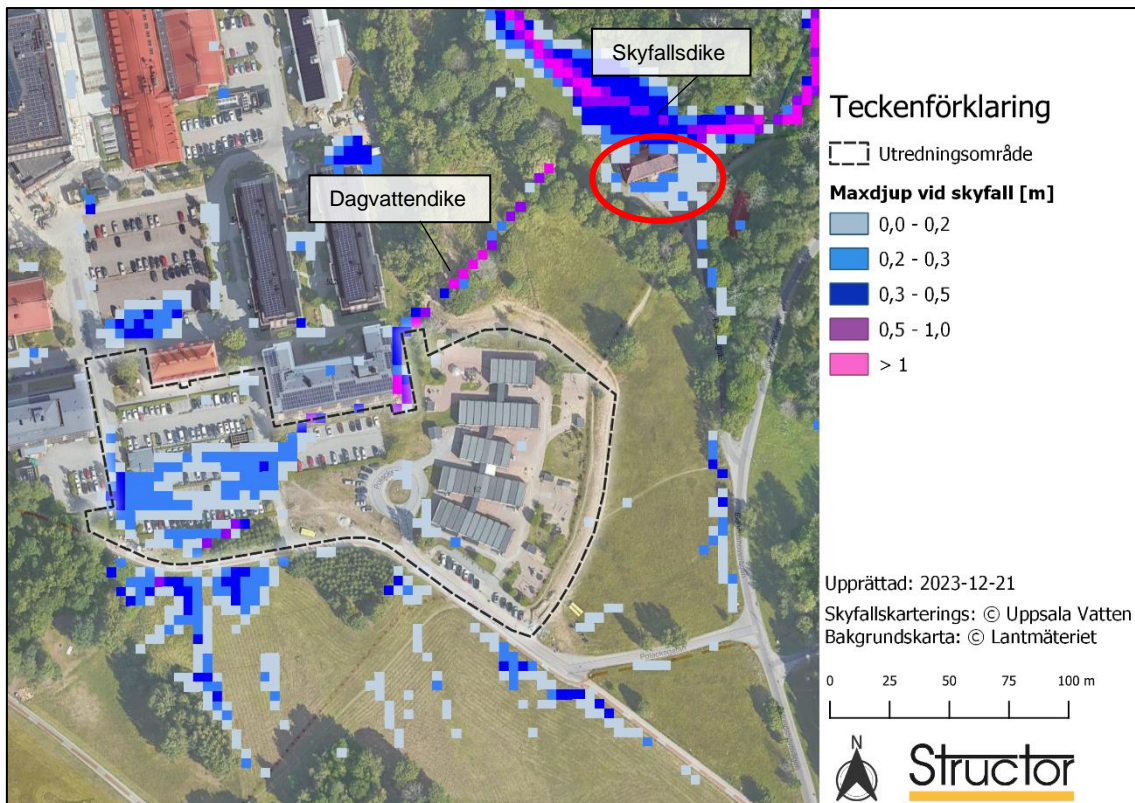 Skyfallsdike
Dagvattendike
Teckenförklaring
Utredningsområde
Maxdjup vid skyfall [m]
0,0 - 0,2
0,2 - 0,3
0,3 - 0,5
0,5 - 1,0
> 1
Upprättad: 2023-12-21
Skyfallskarterings: © Uppsala Vatten
Bakgrundskarta: © Lantmäteriet
0 25 50 75 100 m
N
Structor